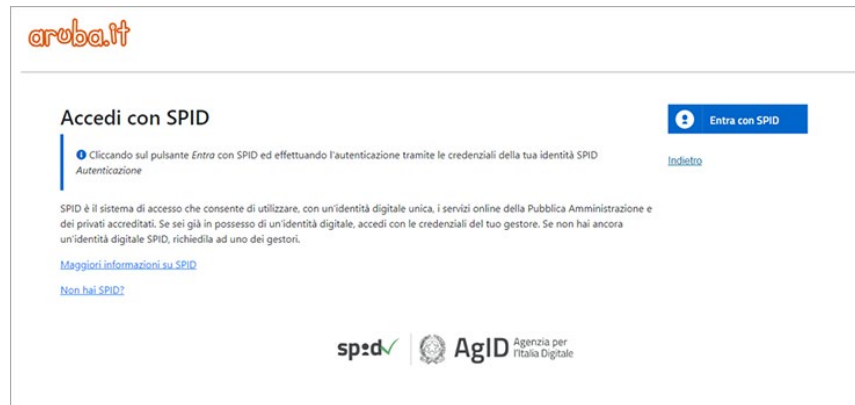 aruba.it
Accedi con SPID
Entra con SPID
Cliccando sul pulsante Entra con SPID ed effettuando l'autenticazione tramite le credenziali della tua identità SPID
Autenticazione
Indietro
SPID è il sistema di accesso che consente di utilizzare, con un'identità digitale unica, i servizi online della Pubblica Amministrazione e
dei privati accreditati. Se sei già in possesso di un'identità digitale, accedi con le credenziali del tuo gestore. Se non hai ancora
un'identità digitale SPID, richiedila ad uno dei gestori.
Maggiori informazioni su SPID
Non hai SPID?
spid AgID Agenzia per
l'Italia Digitale